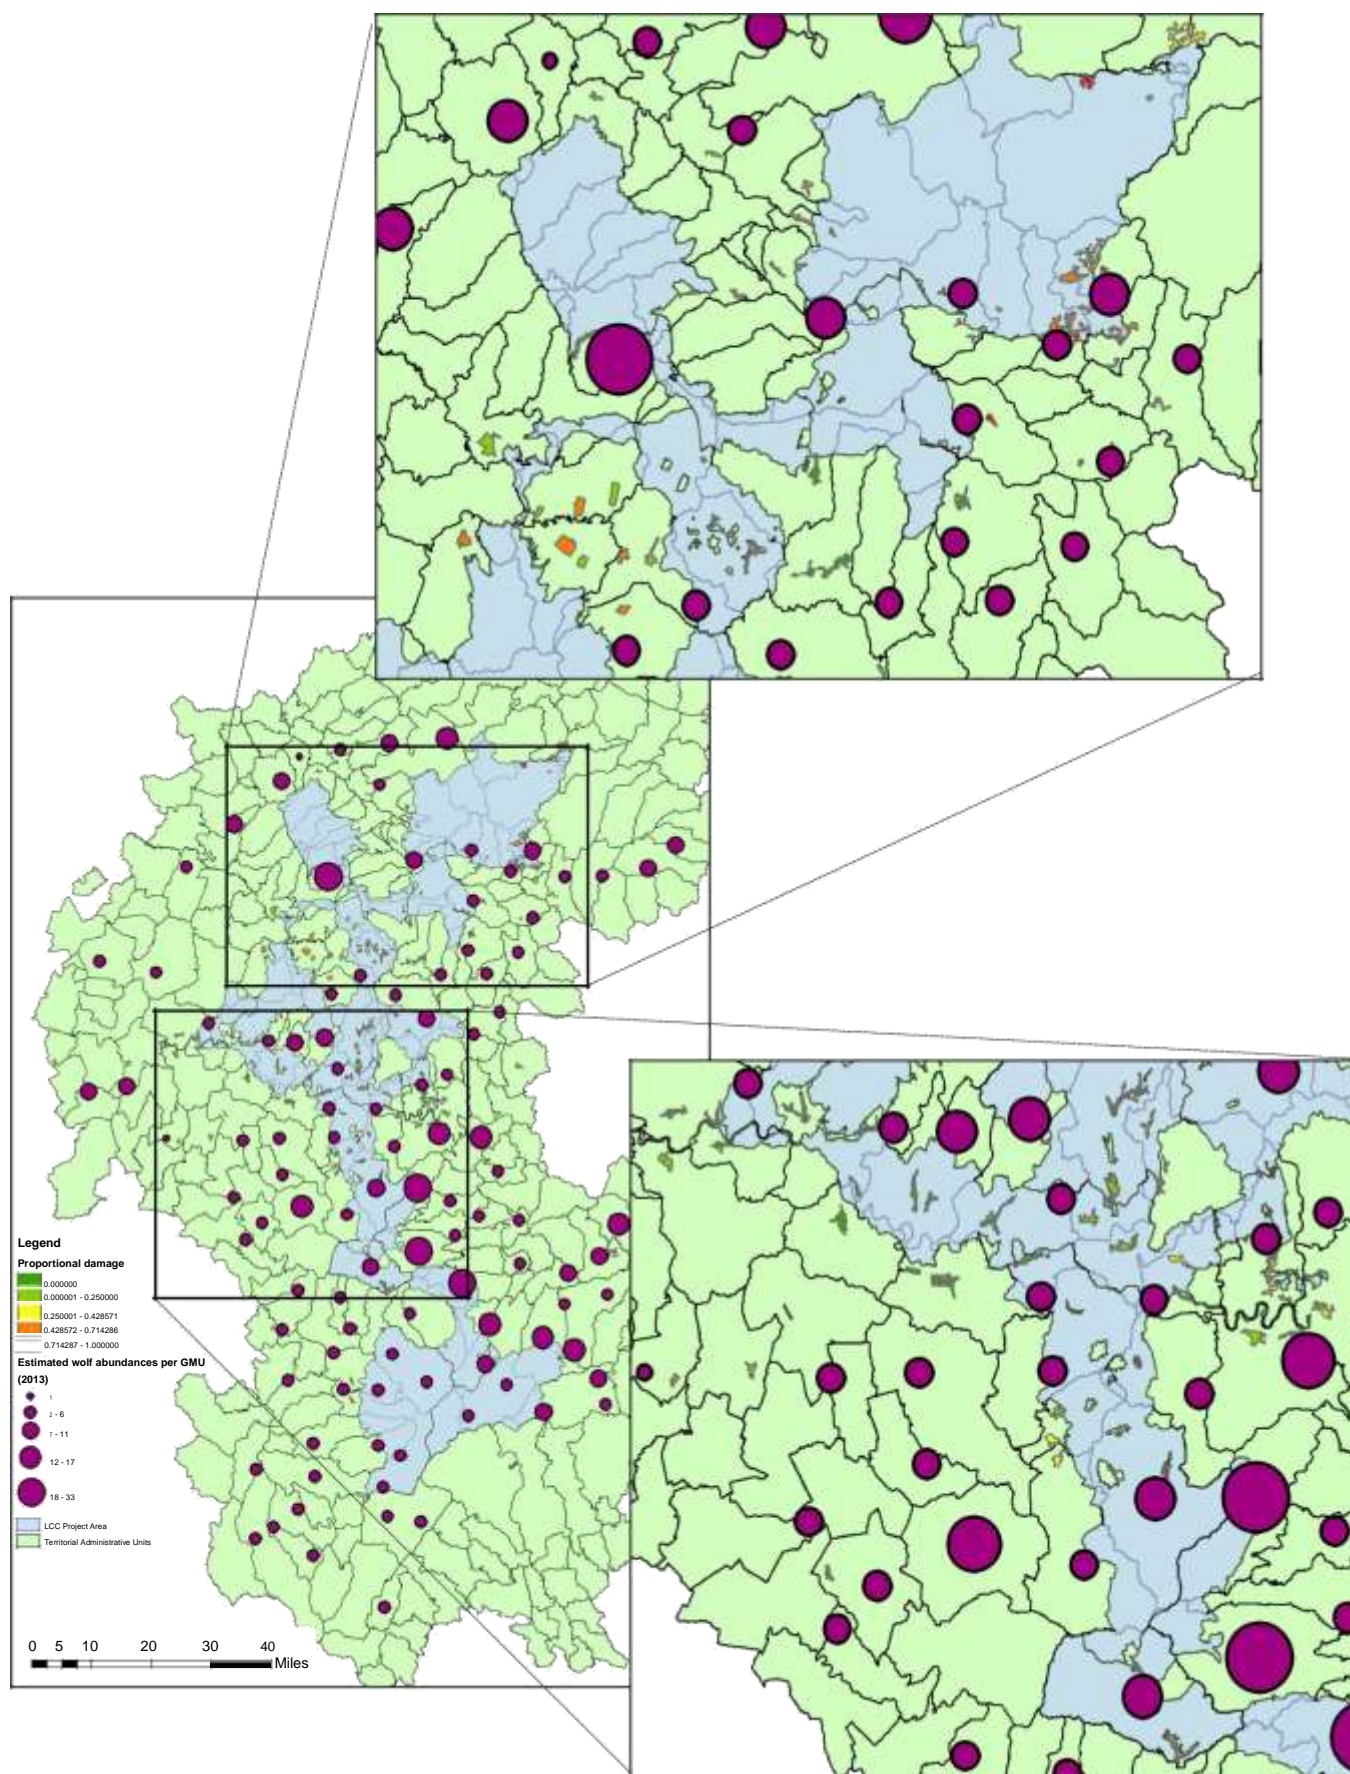 Legend
Proportional damage
0.000000
0.000001 - 0.250000
0.250001 - 0.428571
0.428572 - 0.714286
0.714287 - 1.000000
Estimated wolf abundances per GMU
(2013)
1
2 - 6
7 - 11
12 - 17
18 - 33
LCC Project Area
Territorial Administrative Units
0 5 10 20 30 40
Miles